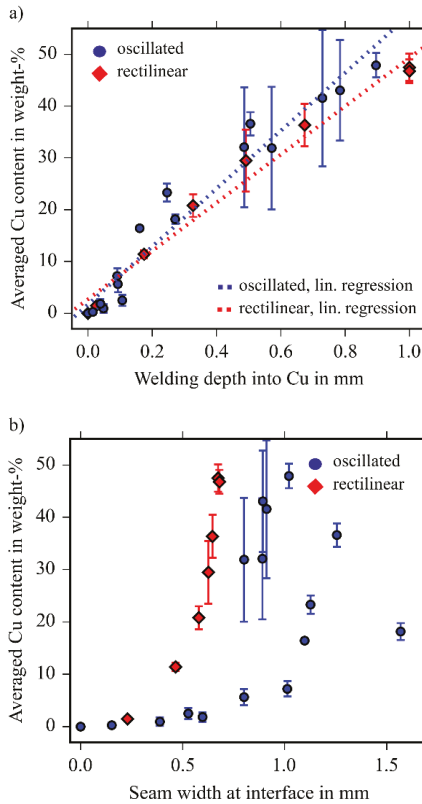 a)
Averaged Cu content in weight-%
50
40
30
20
10
0
oscillated
rectilinear
oscillated, lin. regression
rectilinear, lin. regression
0.0 0.2 0.4 0.6 0.8 1.0
Welding depth into Cu in mm
b)
Averaged Cu content in weight-%
50
40
30
20
10
0
oscillated
rectilinear
0.0 0.5 1.0 1.5
Seam width at interface in mm